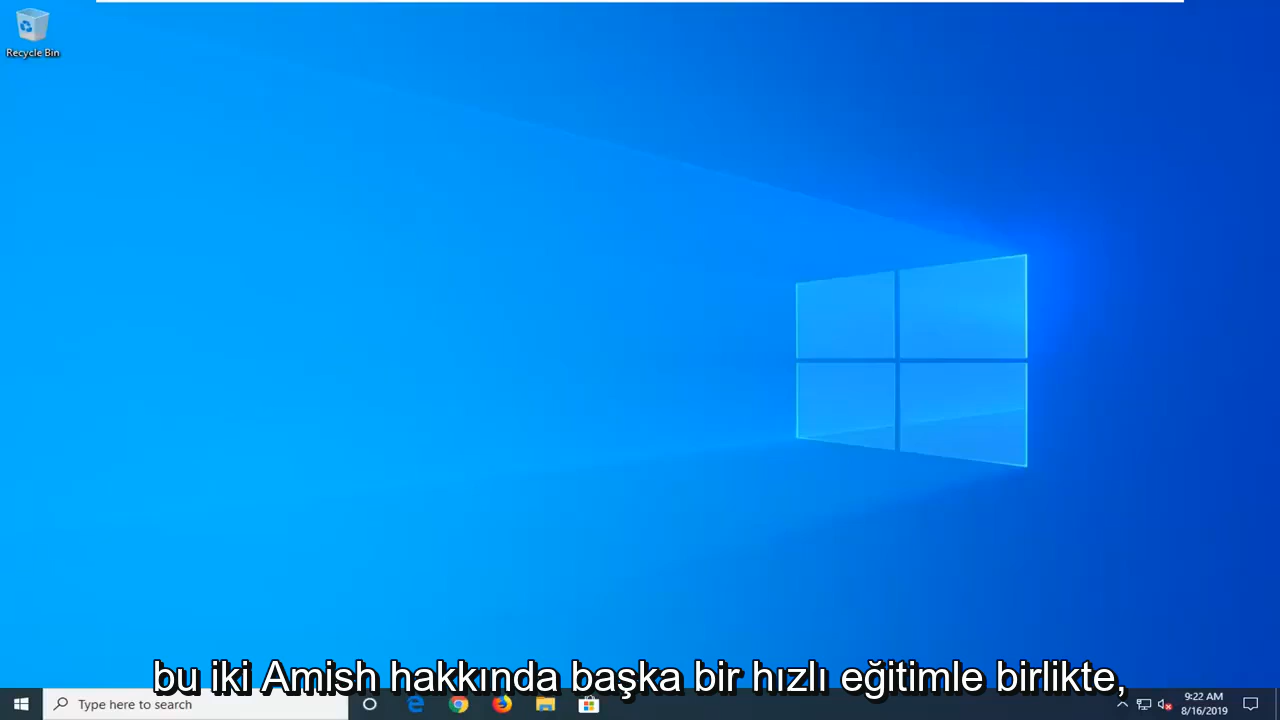 Recycle Bin
bu iki Amish hakkında başka bir hızlı eğitimle birlikte,
Type here to search
9:22 AM
8/16/2019